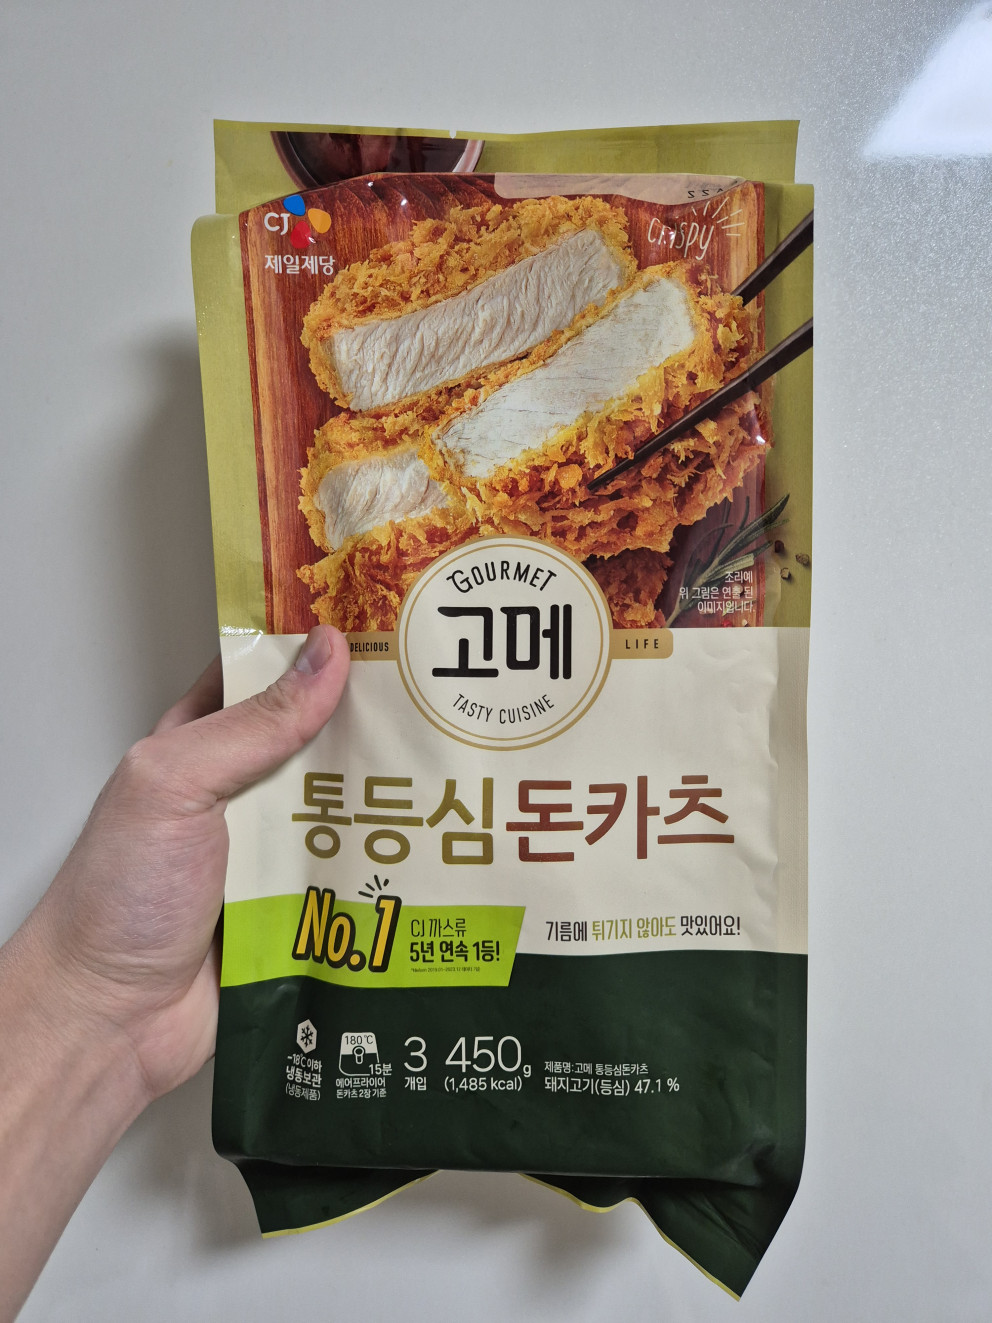 CJ
제일제당
CRISPY
조리예
위 그림은 연출 된
이미지입니다.
GOURMET
고메
DELICIOUS
LIFE
TASTY CUISINE
통등심돈카츠
No.1
CJ 까스류
5년 연속 1등!
기름에 튀기지 않아도 맛있어요!
-18℃ 이하
냉동보관
(냉동제품)
180℃
15분
에어프라이어
돈카츠 2장 기준
3
개입
450g
(1,485 kcal)
제품명:고메 통등심돈카츠
돼지고기(등심) 47.1 %